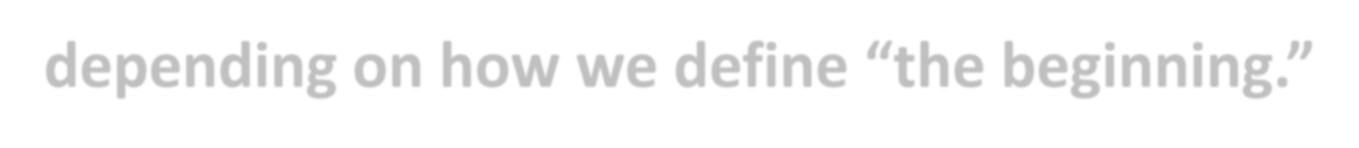 depending on how we define “the beginning.”